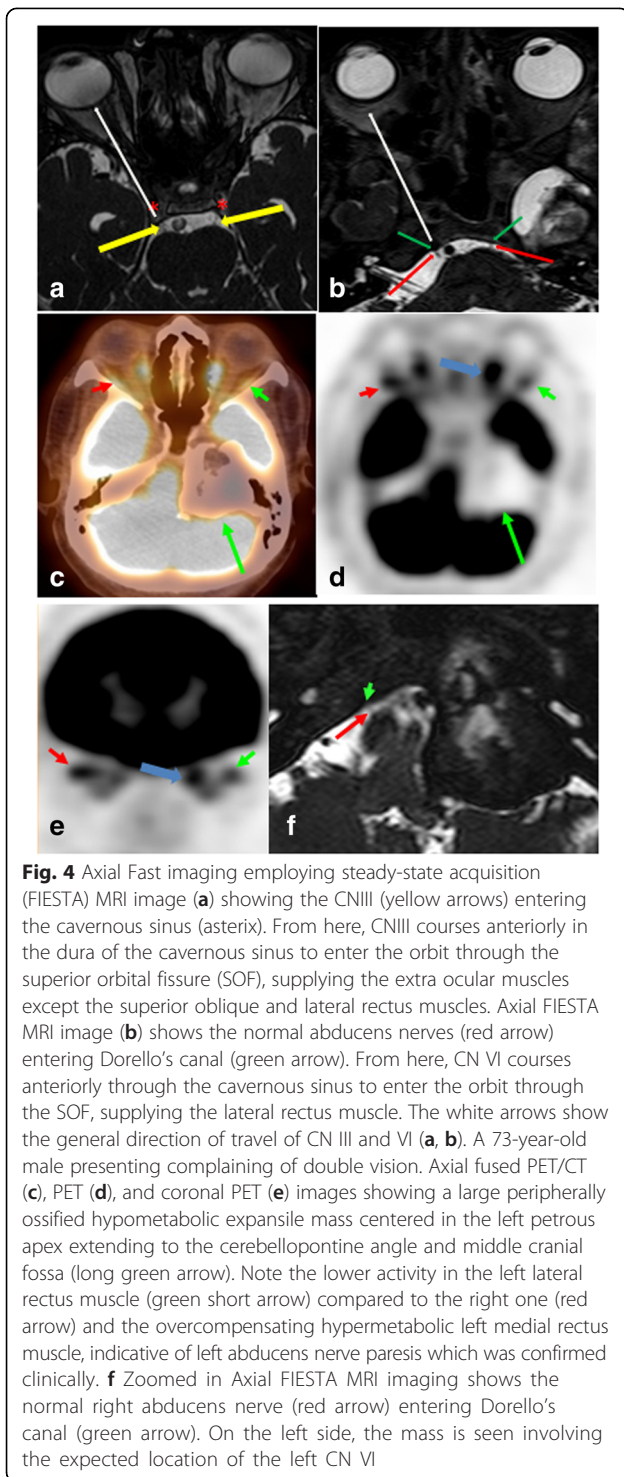 a
b
c
d
e
f
Fig. 4 Axial Fast imaging employing steady-state acquisition
(FIESTA) MRI image (a) showing the CNIII (yellow arrows) entering
the cavernous sinus (asterix). From here, CNIII courses anteriorly in
the dura of the cavernous sinus to enter the orbit through the
superior orbital fissure (SOF), supplying the extra ocular muscles
except the superior oblique and lateral rectus muscles. Axial FIESTA
MRI image (b) shows the normal abducens nerves (red arrow)
entering Dorello's canal (green arrow). From here, CN VI courses
anteriorly through the cavernous sinus to enter the orbit through
the SOF, supplying the lateral rectus muscle. The white arrows show
the general direction of travel of CN III and VI (a, b). A 73-year-old
male presenting complaining of double vision. Axial fused PET/CT
(c), PET (d), and coronal PET (e) images showing a large peripherally
ossified hypometabolic expansile mass centered in the left petrous
apex extending to the cerebellopontine angle and middle cranial
fossa (long green arrow). Note the lower activity in the left lateral
rectus muscle (green short arrow) compared to the right one (red
arrow) and the overcompensating hypermetabolic left medial rectus
muscle, indicative of left abducens nerve paresis which was confirmed
clinically. f Zoomed in Axial FIESTA MRI imaging shows the
normal right abducens nerve (red arrow) entering Dorello's
canal (green arrow). On the left side, the mass is seen involving
the expected location of the left CN VI